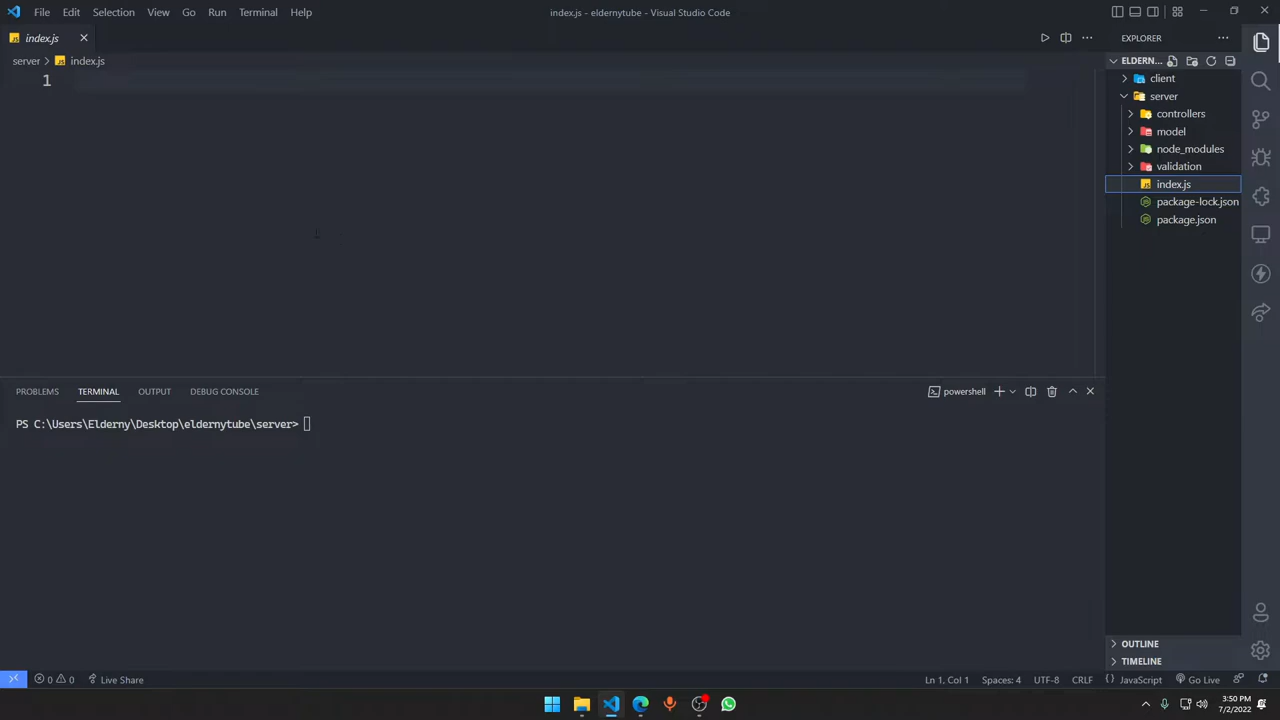 File Edit Selection View Go Run Terminal Help
index.js - eldernytube - Visual Studio Code
index.js
server
index.js
1
EXPLORER
ELDERN...
client
server
controllers
model
node_modules
validation
index.js
package-lock.json
package.json
PROBLEMS TERMINAL OUTPUT DEBUG CONSOLE
powershell
PS C:\Users\Elderny\Desktop\eldernytube\server>
OUTLINE
TIMELINE
0 0 Live Share
Ln 1, Col 1 Spaces: 4 UTF-8 CRLF {} JavaScript Go Live
3:50 PM
7/2/2022